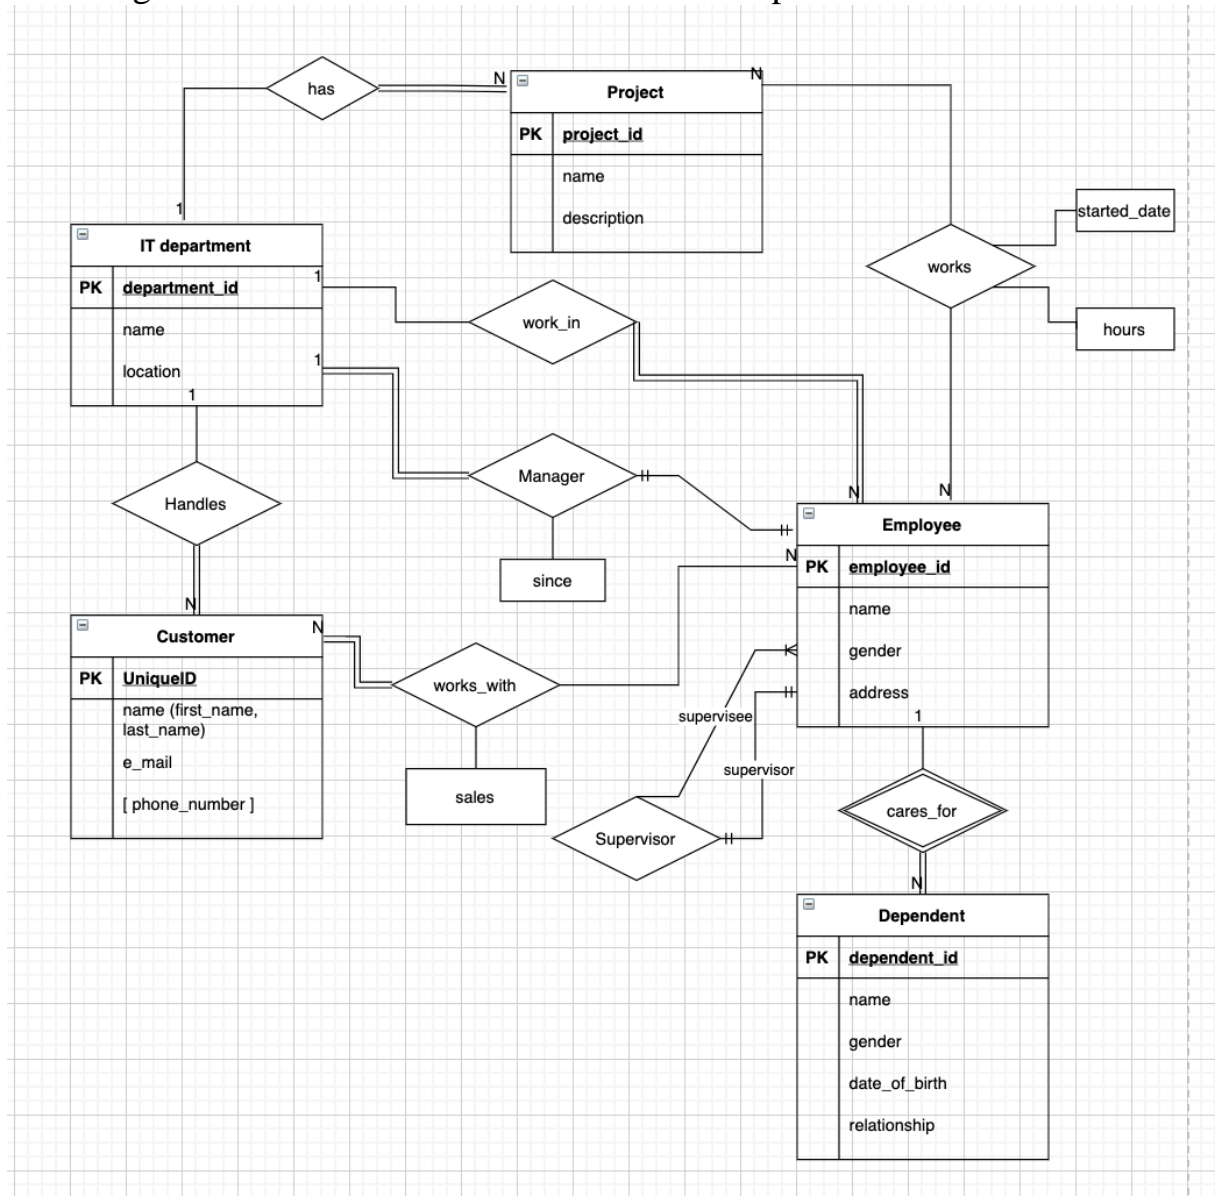 has
N
N
Project
PK project_id
name
description
1
started_date
works
hours
IT department
PK department_id
name
location
1
1
1
work_in
Manager
since
Handles
N
N
N
N
Employee
PK employee_id
name
gender
address
1
Customer
N
PK UniqueID
name (first_name,
last_name)
e_mail
[ phone_number ]
works_with
sales
supervisee
supervisor
Supervisor
cares_for
N
Dependent
PK dependent_id
name
gender
date_of_birth
relationship